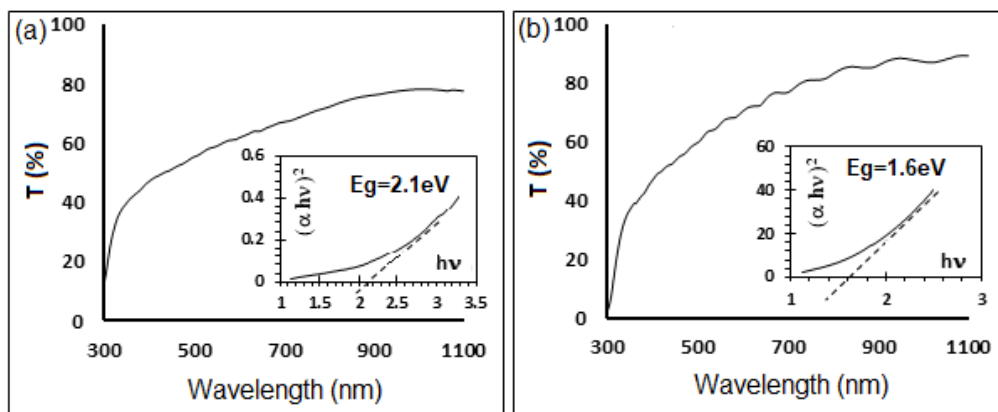 (a)
100
80
60
40
20
0
T (%)
300 500 700 900 1100
Wavelength (nm)
0.6
0.4
0.2
0
(α hν)²
Eg=2.1eV
hν
1 1.5 2 2.5 3 3.5
(b)
100
80
60
40
20
0
T (%)
300 500 700 900 1100
Wavelength (nm)
60
40
20
0
(α hν)²
Eg=1.6eV
hν
1 2 3